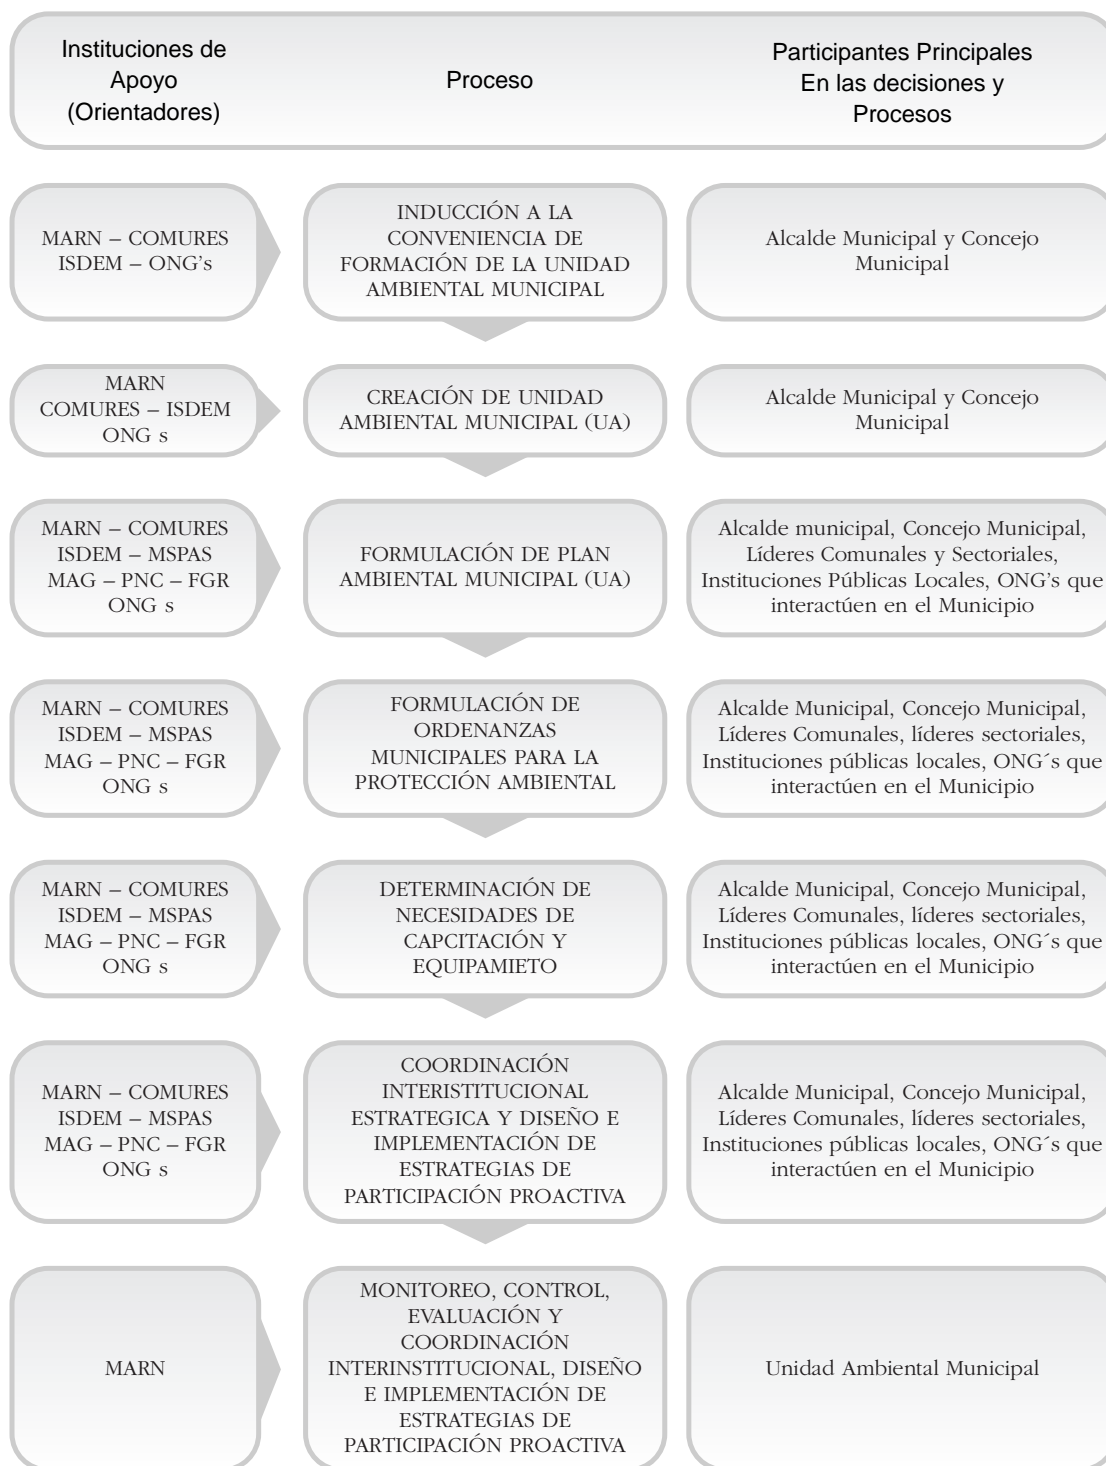 Instituciones de
Apoyo
(Orientadores)
Proceso
Participantes Principales
En las decisiones y
Procesos
MARN – COMURES
ISDEM – ONG's
INDUCCIÓN A LA
CONVENIENCIA DE
FORMACIÓN DE LA UNIDAD
AMBIENTAL MUNICIPAL
Alcalde Municipal y Concejo
Municipal
MARN
COMURES – ISDEM
ONG s
CREACIÓN DE UNIDAD
AMBIENTAL MUNICIPAL (UA)
Alcalde Municipal y Concejo
Municipal
MARN – COMURES
ISDEM – MSPAS
MAG – PNC – FGR
ONG s
FORMULACIÓN DE PLAN
AMBIENTAL MUNICIPAL (UA)
Alcalde municipal, Concejo Municipal,
Líderes Comunales y Sectoriales,
Instituciones Públicas Locales, ONG's que
interactúen en el Municipio
MARN – COMURES
ISDEM – MSPAS
MAG – PNC – FGR
ONG s
FORMULACIÓN DE
ORDENANZAS
MUNICIPALES PARA LA
PROTECCIÓN AMBIENTAL
Alcalde Municipal, Concejo Municipal,
Líderes Comunales, líderes sectoriales,
Instituciones públicas locales, ONG´s que
interactúen en el Municipio
MARN – COMURES
ISDEM – MSPAS
MAG – PNC – FGR
ONG s
DETERMINACIÓN DE
NECESIDADES DE
CAPCITACIÓN Y
EQUIPAMIETO
Alcalde Municipal, Concejo Municipal,
Líderes Comunales, líderes sectoriales,
Instituciones públicas locales, ONG´s que
interactúen en el Municipio
MARN – COMURES
ISDEM – MSPAS
MAG – PNC – FGR
ONG s
COORDINACIÓN
INTERISTITUCIONAL
ESTRATEGICA Y DISEÑO E
IMPLEMENTACIÓN DE
ESTRATEGIAS DE
PARTICIPACIÓN PROACTIVA
Alcalde Municipal, Concejo Municipal,
Líderes Comunales, líderes sectoriales,
Instituciones públicas locales, ONG´s que
interactúen en el Municipio
MARN
MONITOREO, CONTROL,
EVALUACIÓN Y
COORDINACIÓN
INTERINSTITUCIONAL, DISEÑO
E IMPLEMENTACIÓN DE
ESTRATEGIAS DE
PARTICIPACIÓN PROACTIVA
Unidad Ambiental Municipal